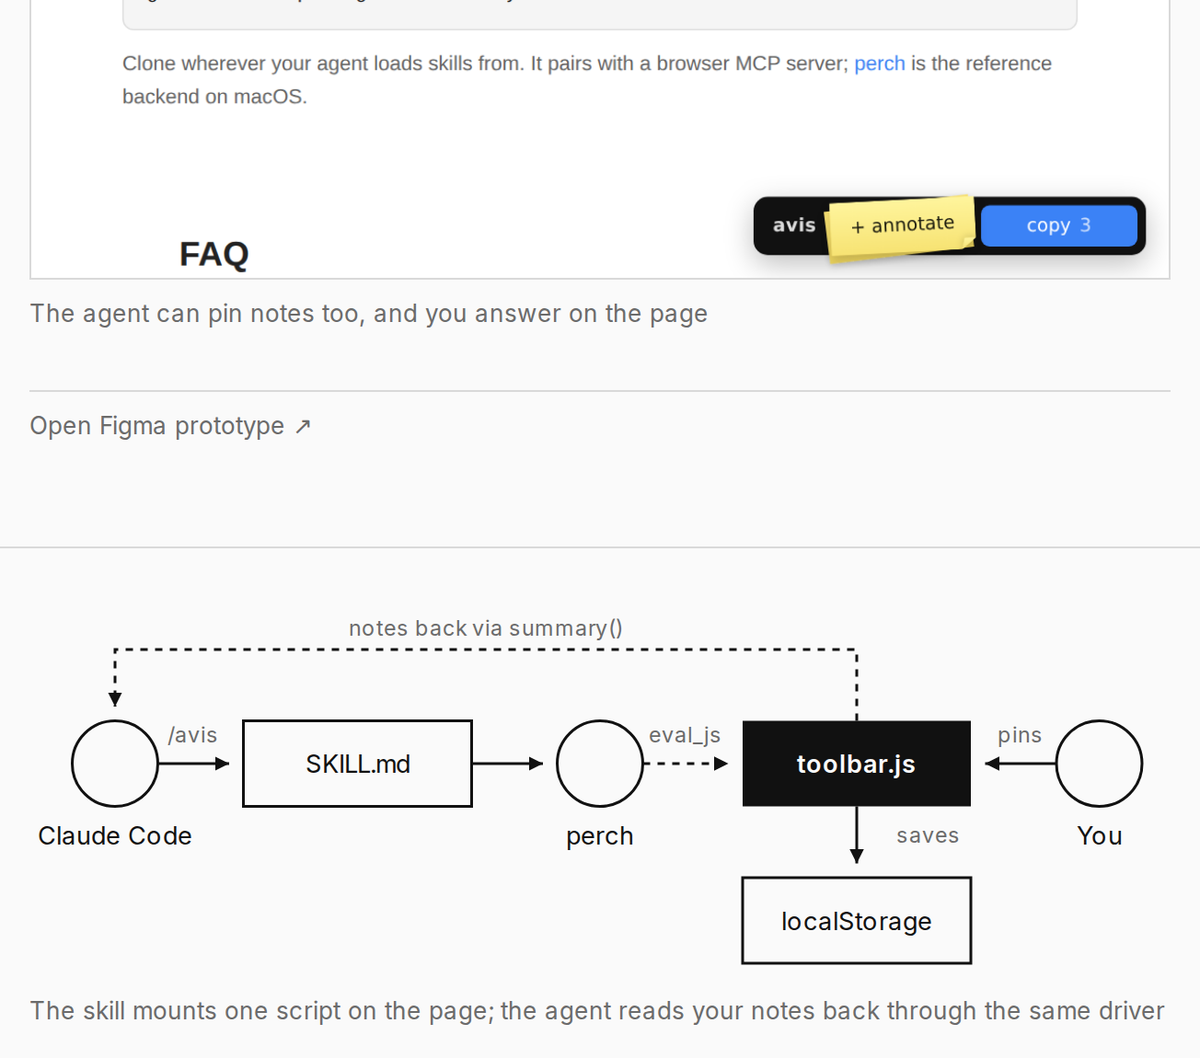 Clone wherever your agent loads skills from. It pairs with a browser MCP server; perch is the reference
backend on macOS.
avis
+ annotate
copy 3
FAQ
The agent can pin notes too, and you answer on the page
Open Figma prototype ↗
notes back via summary()
/avis
SKILL.md
eval_js
toolbar.js
pins
Claude Code
perch
saves
You
localStorage
The skill mounts one script on the page; the agent reads your notes back through the same driver